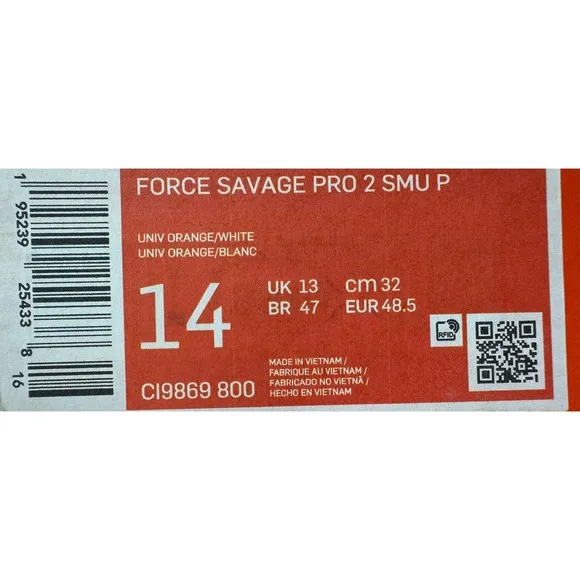 FORCE SAVAGE PRO 2 SMU P
UNIV ORANGE/WHITE
UNIV ORANGE/BLANC
14
UK 13 cm 32
BR 47 EUR 48.5
RFID
MADE IN VIETNAM /
FABRIQUE AU VIETNAM /
FABRICADO NO VIETNÃ /
HECHO EN VIETNAM
CI9869 800
1 95239 25433 8 16